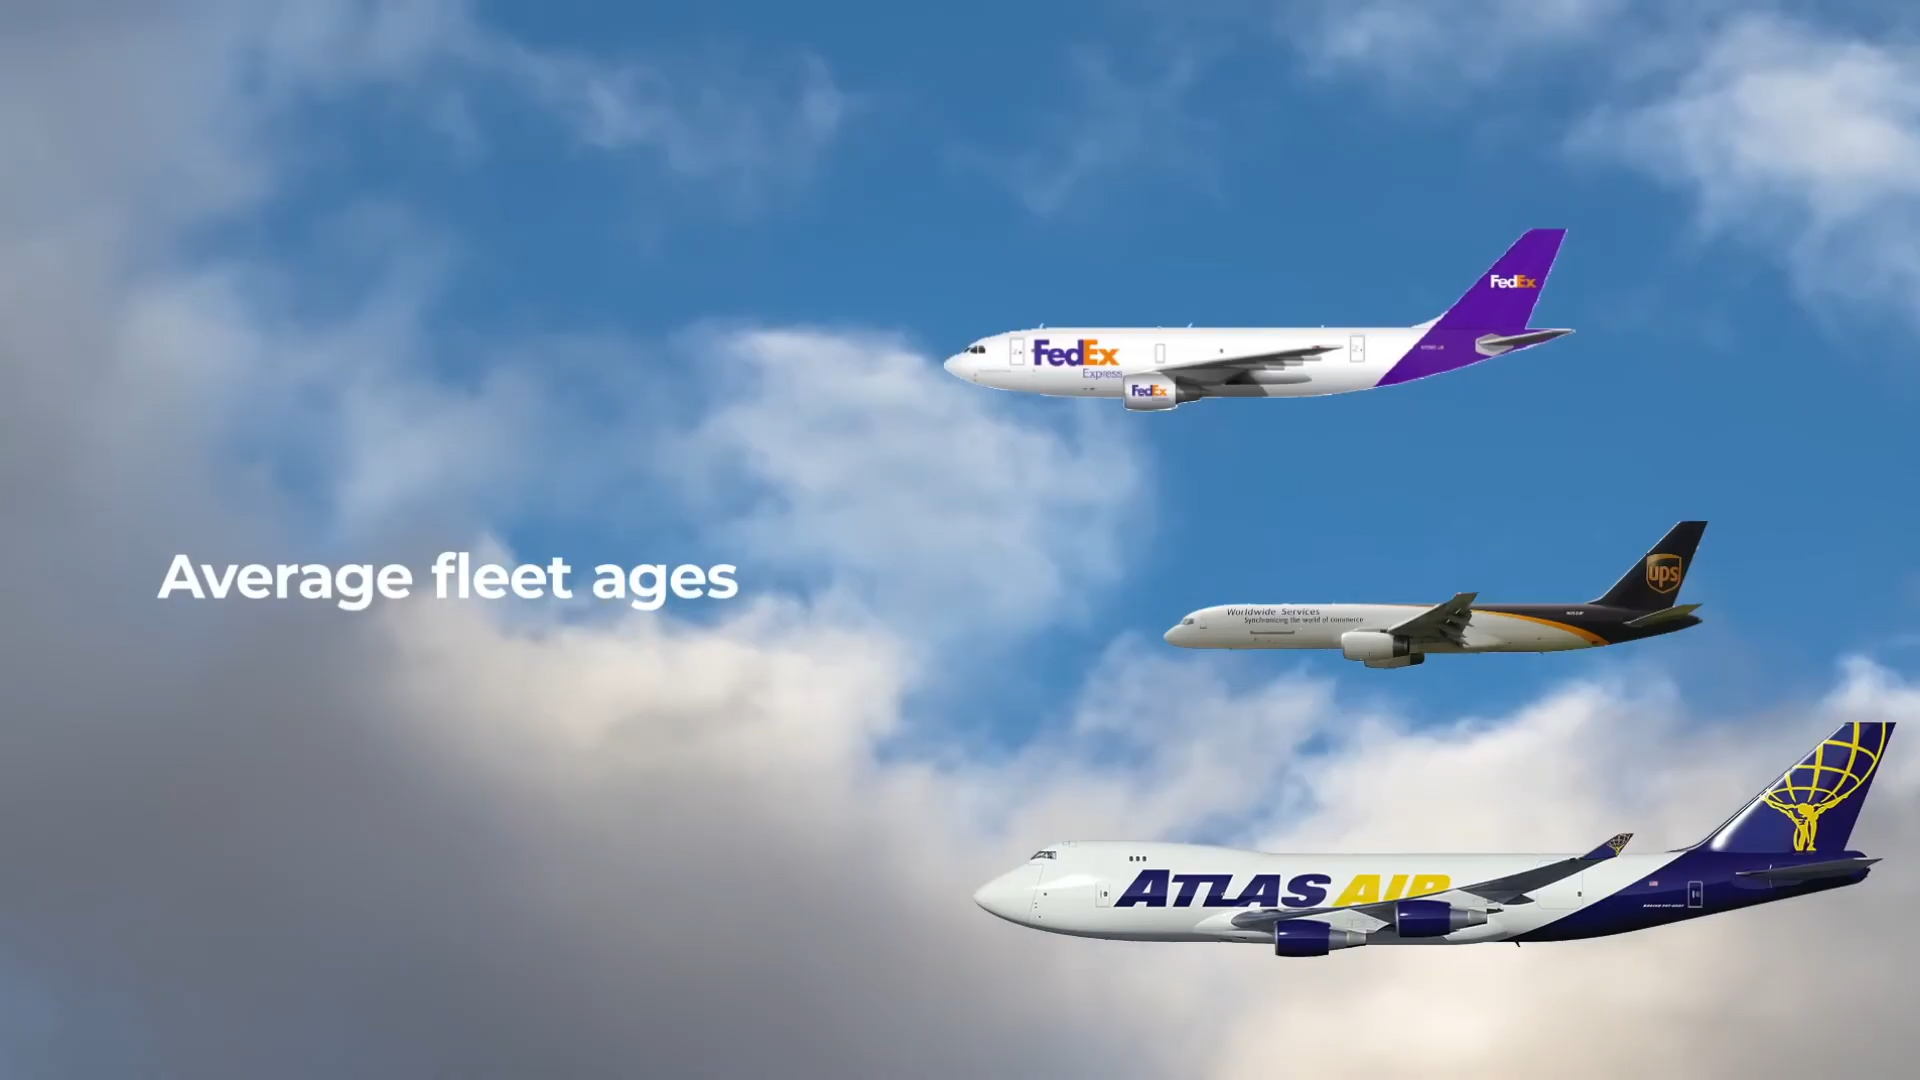 FedEx
FedEx
Express
FedEx
Average fleet ages
ups
Worldwide Services
Synchronizing the world of commerce
ATLAS AIR